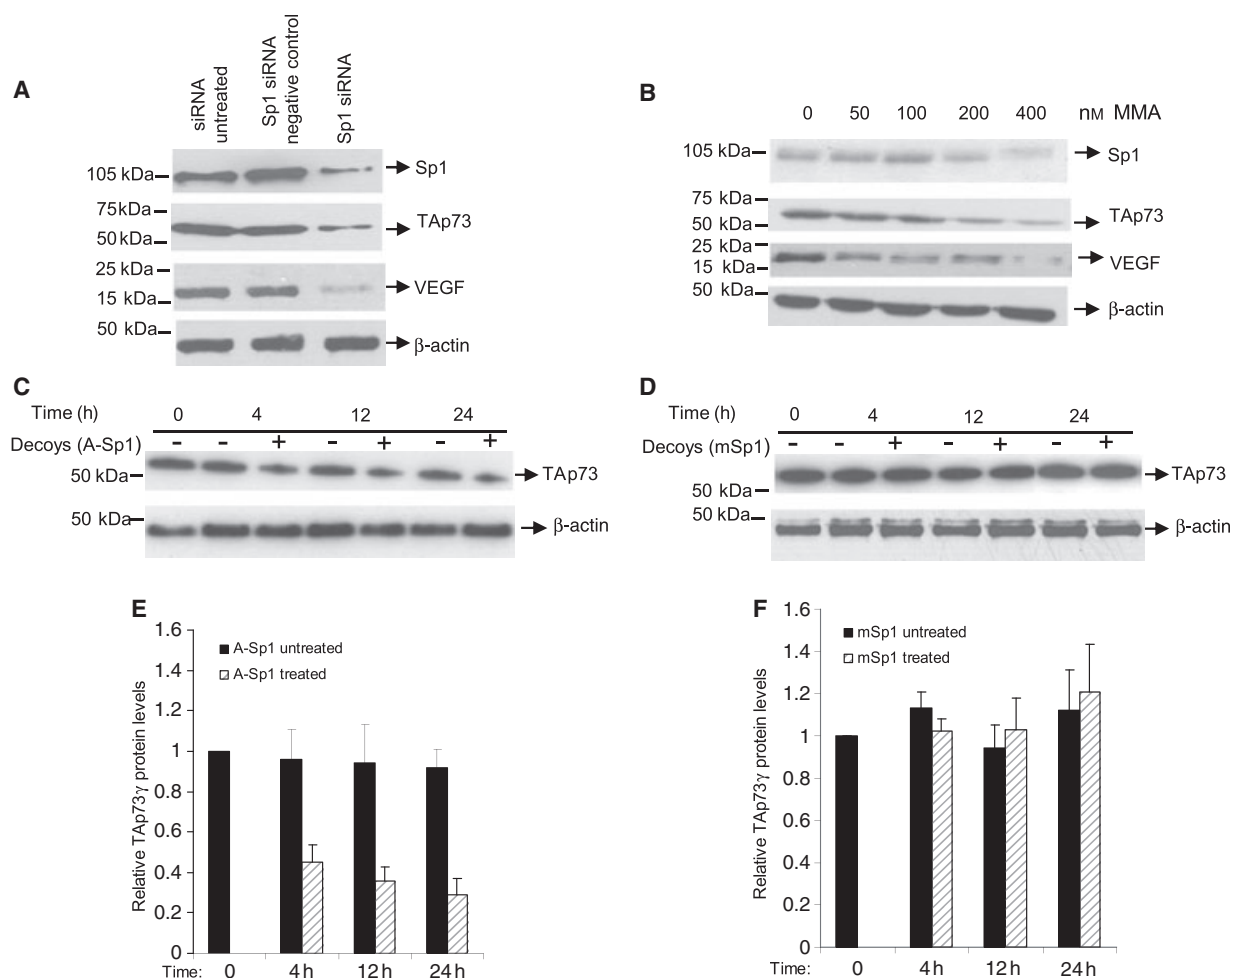 A
siRNA
untreated
Sp1 siRNA
negative control
Sp1 siRNA
105 kDa
Sp1
75kDa
TAp73
50kDa
25 kDa
VEGF
15 kDa
50 kDa
β-actin
B
0 50 100 200 400 nM MMA
105 kDa
Sp1
75 kDa
TAp73
50 kDa
25 kDa
VEGF
15 kDa
50 kDa
β-actin
C
Time (h) 0 4 12 24
Decoys (A-Sp1) - - + - + - +
50 kDa
TAp73
50 kDa
β-actin
D
Time (h) 0 4 12 24
Decoys (mSp1) - - + - + - +
TAp73
50 kDa
50 kDa
β-actin
E
Relative TAp73γ protein levels
1.6
1.4
1.2
1
0.8
0.6
0.4
0.2
0
A-Sp1 untreated
A-Sp1 treated
Time: 0 4h 12h 24h
F
Relative TAp73γ protein levels
1.6
1.4
1.2
1
0.8
0.6
0.4
0.2
0
mSp1 untreated
mSp1 treated
Time: 0 4h 12h 24h